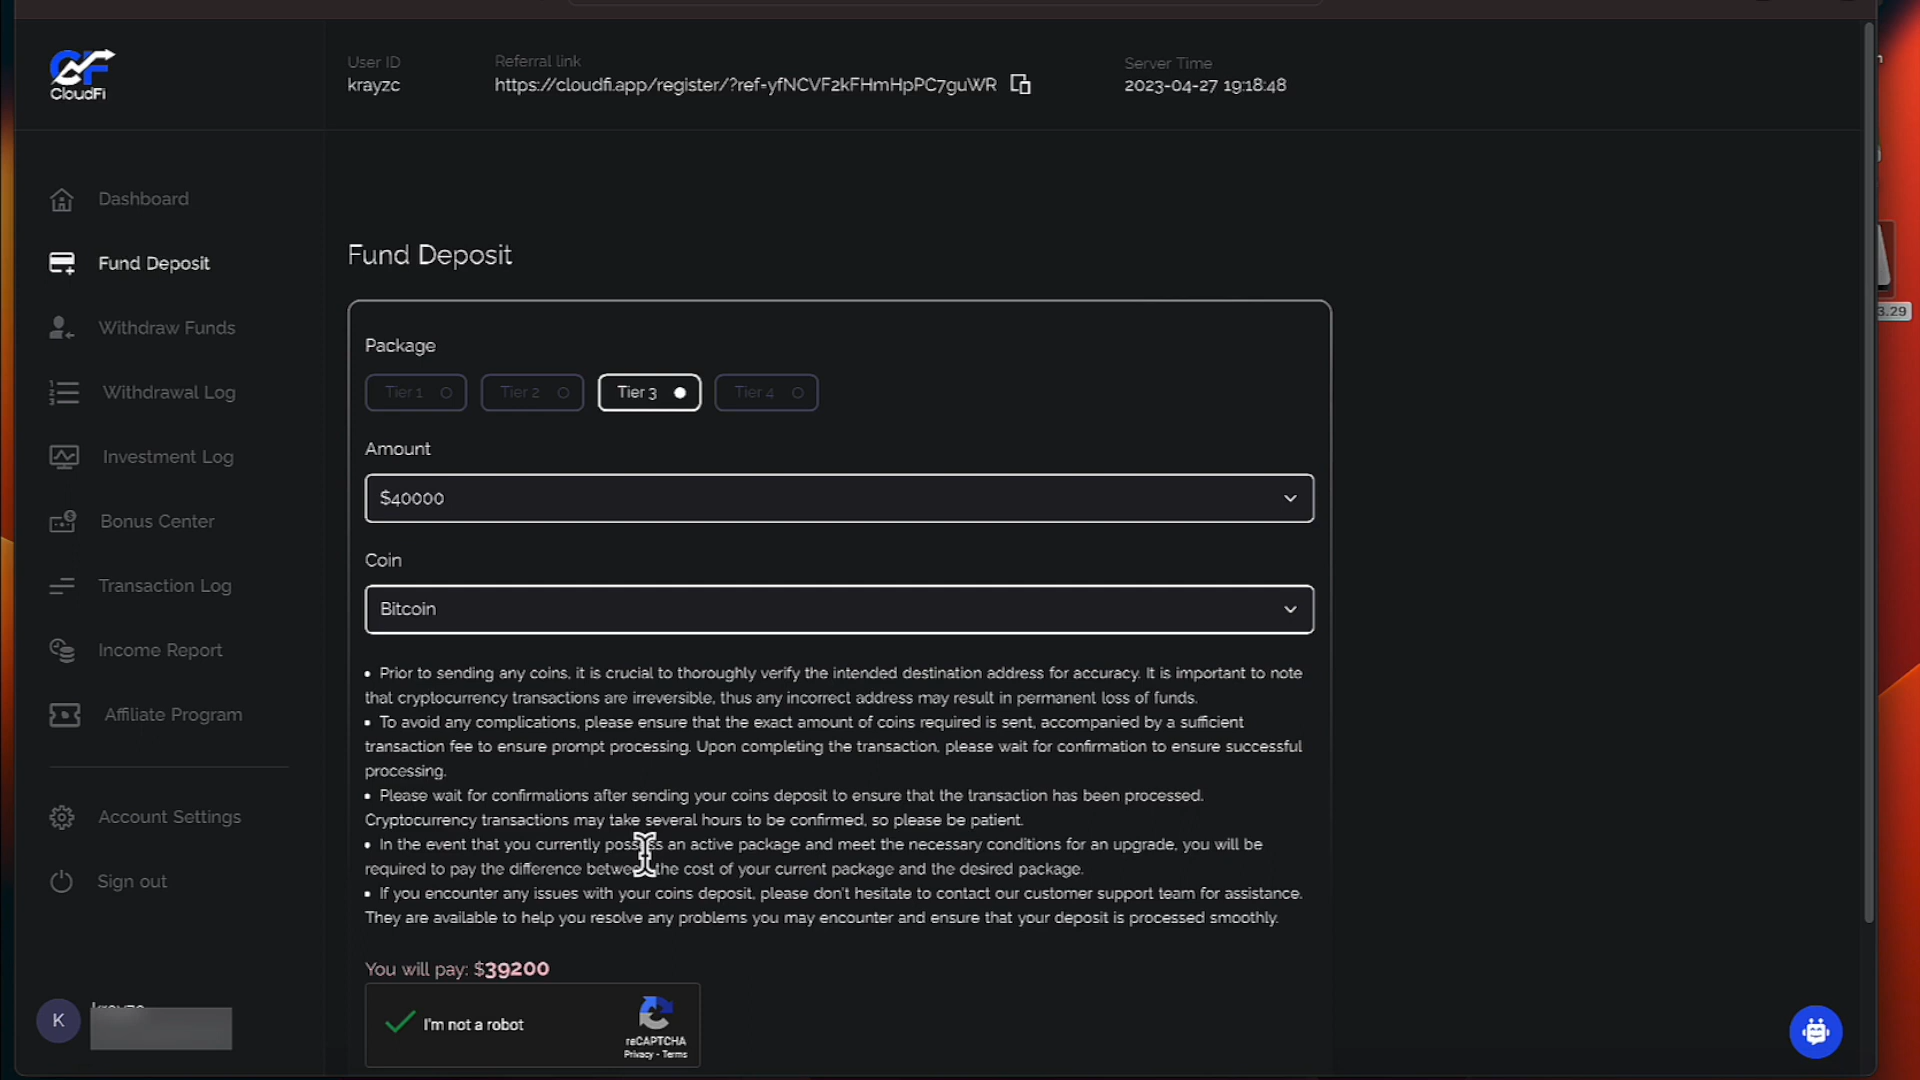 CF
CloudFi
User ID
krayzc
Referral link
https://cloudfi.app/register/?ref=yfNCVF2kFHmHpPC7guWR
Server Time
2023-04-27 19:18:48
Dashboard
Fund Deposit
Withdraw Funds
Withdrawal Log
Investment Log
Bonus Center
Transaction Log
Income Report
Affiliate Program
Account Settings
Sign out
K
krayzc
Fund Deposit
Package
Tier 1
Tier 2
Tier 3
Tier 4
Amount
$40000
Coin
Bitcoin
• Prior to sending any coins, it is crucial to thoroughly verify the intended destination address for accuracy. It is important to note
that cryptocurrency transactions are irreversible, thus any incorrect address may result in permanent loss of funds.
• To avoid any complications, please ensure that the exact amount of coins required is sent, accompanied by a sufficient
transaction fee to ensure prompt processing. Upon completing the transaction, please wait for confirmation to ensure successful
processing.
• Please wait for confirmations after sending your coins deposit to ensure that the transaction has been processed.
Cryptocurrency transactions may take several hours to be confirmed, so please be patient.
• In the event that you currently possess an active package and meet the necessary conditions for an upgrade, you will be
required to pay the difference between the cost of your current package and the desired package.
• If you encounter any issues with your coins deposit, please don't hesitate to contact our customer support team for assistance.
They are available to help you resolve any problems you may encounter and ensure that your deposit is processed smoothly.
You will pay: $39200
I'm not a robot
reCAPTCHA
Privacy - Terms
3.29